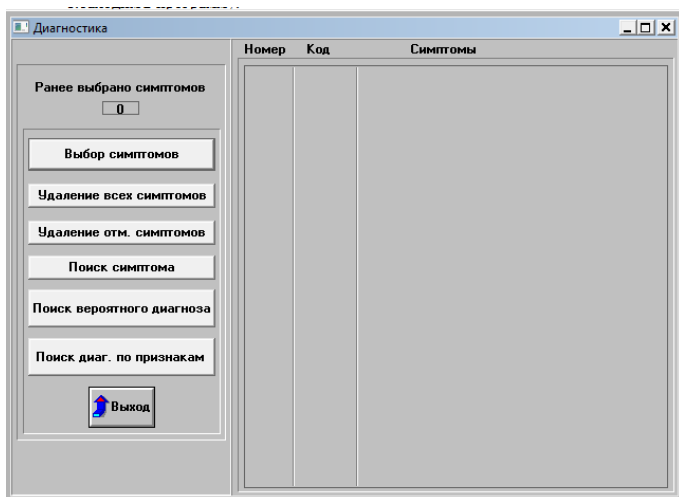 Диагностика
Номер Код Симптомы
Ранее выбрано симптомов
0
Выбор симптомов
Удаление всех симптомов
Удаление отм. симптомов
Поиск симптома
Поиск вероятного диагноза
Поиск диаг. по признакам
Выход